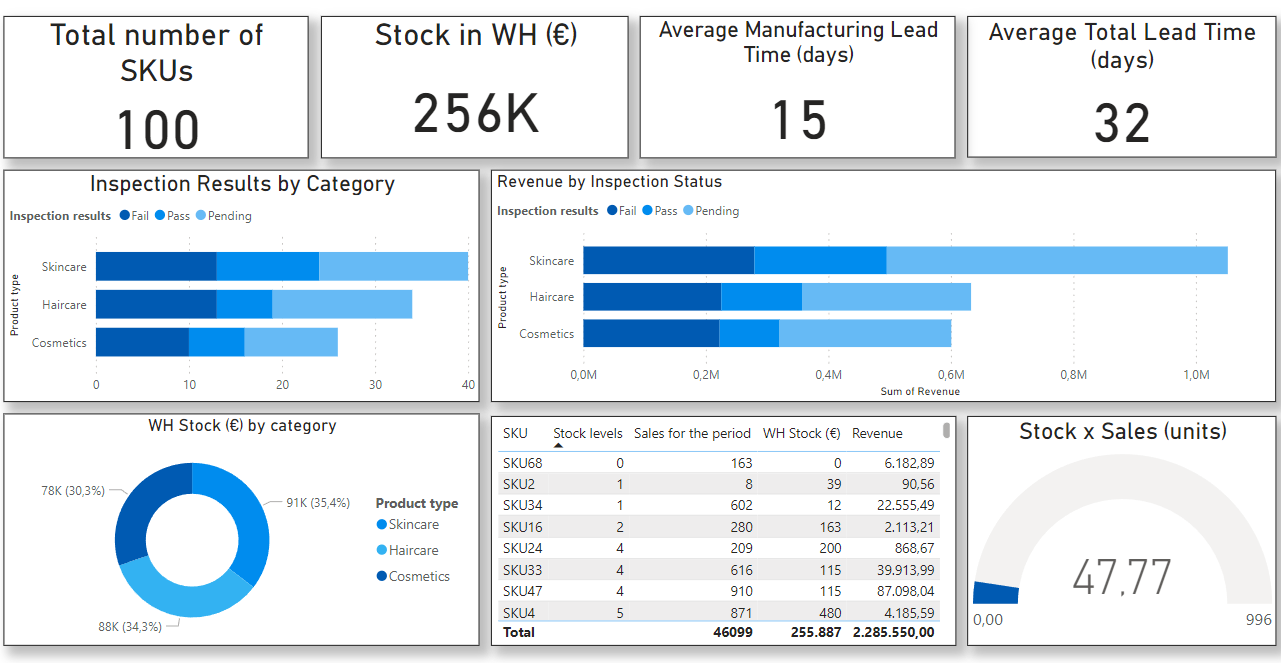 Total number of
SKUs
100
Stock in WH (€)
256K
Average Manufacturing Lead
Time (days)
15
Average Total Lead Time
(days)
32
Inspection Results by Category
Inspection results Fail Pass Pending
Product type
Skincare
Haircare
Cosmetics
0 10 20 30 40
Revenue by Inspection Status
Inspection results Fail Pass Pending
Product type
Skincare
Haircare
Cosmetics
0,0M 0,2M 0,4M 0,6M 0,8M 1,0M
Sum of Revenue
WH Stock (€) by category
78K (30,3%)
91K (35,4%)
88K (34,3%)
Product type
Skincare
Haircare
Cosmetics
SKU Stock levels Sales for the period WH Stock (€) Revenue
SKU68 0 163 0 6.182,89
SKU2 1 8 39 90,56
SKU34 1 602 12 22.555,49
SKU16 2 280 163 2.113,21
SKU24 4 209 200 868,67
SKU33 4 616 115 39.913,99
SKU47 4 910 115 87.098,04
SKU4 5 871 480 4.185,59
Total 46099 255.887 2.285.550,00
Stock x Sales (units)
47,77
0,00 996